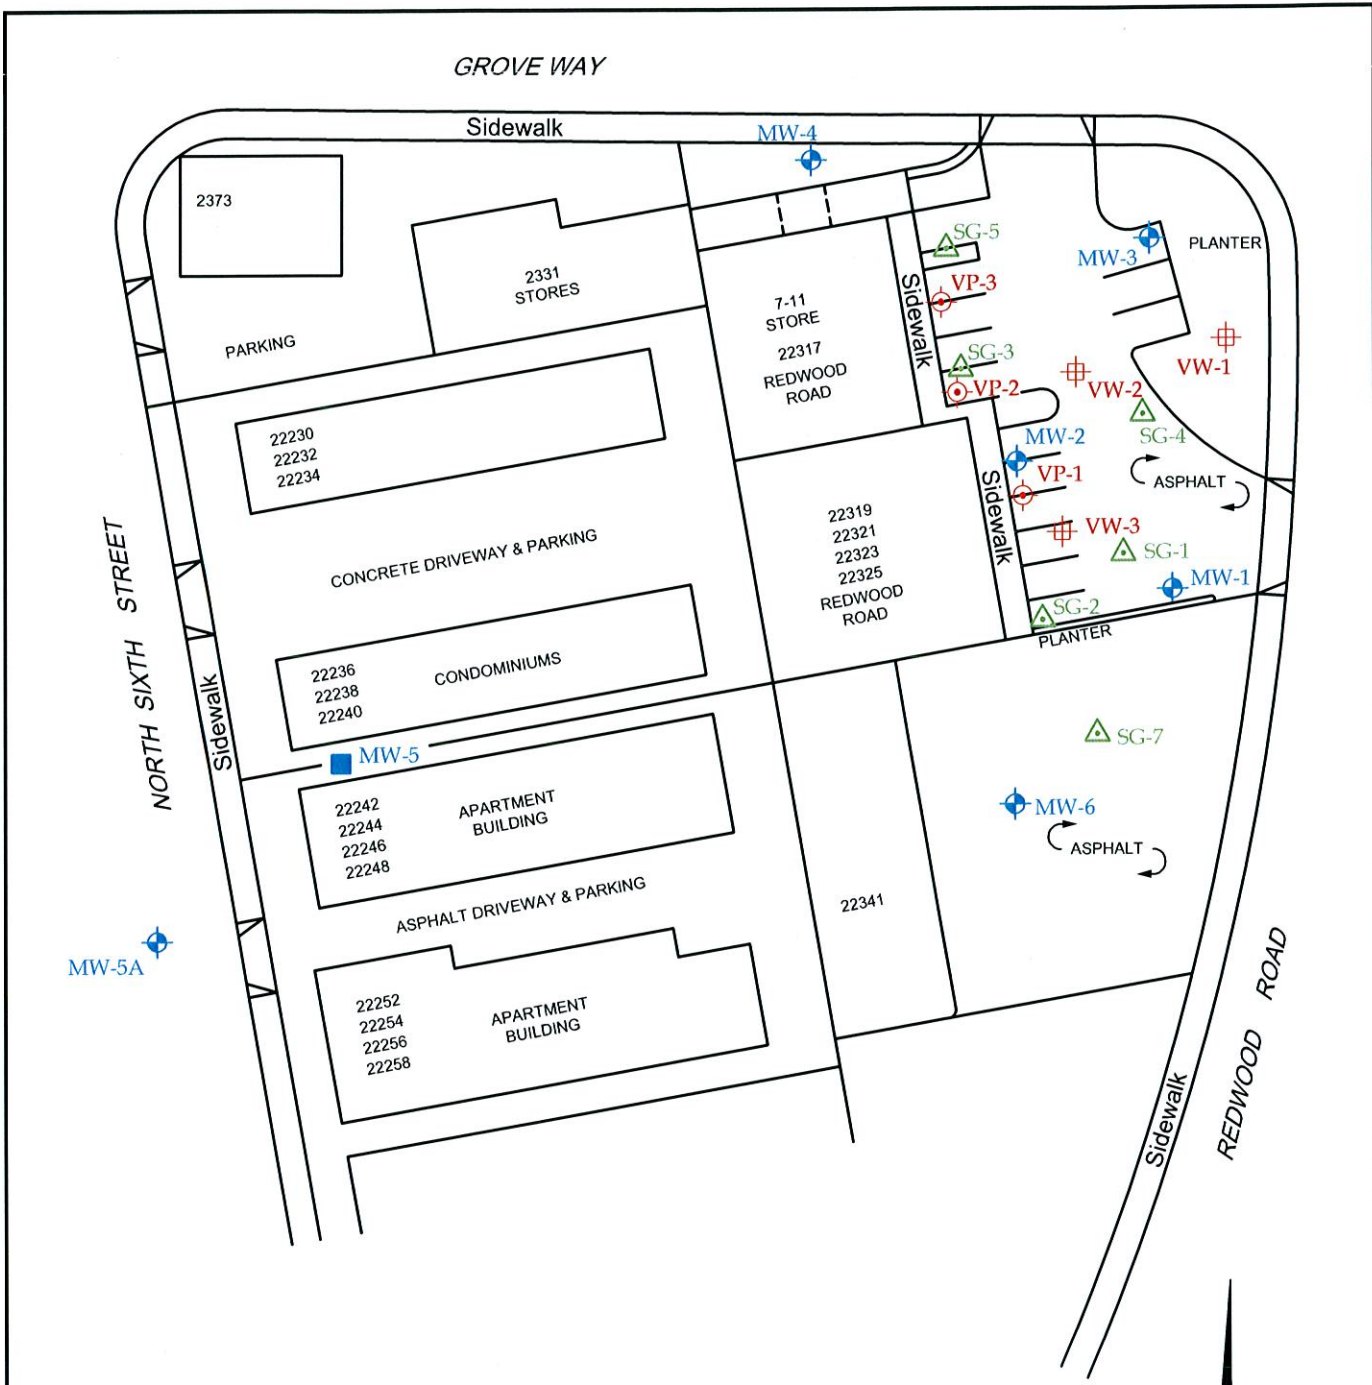 GROVE WAY
Sidewalk
MW-4
2373
SG-5
MW-3
PLANTER
2331
STORES
VP-3
7-11
STORE
22317
REDWOOD
ROAD
Sidewalk
PARKING
SG-3
VW-1
VP-2
VW-2
SG-4
22230
22232
22234
MW-2
VP-1
ASPHALT
Sidewalk
22319
22321
22323
22325
REDWOOD
ROAD
VW-3
SG-1
MW-1
SG-2
PLANTER
CONCRETE DRIVEWAY & PARKING
NORTH SIXTH STREET
Sidewalk
22236
22238
22240
CONDOMINIUMS
MW-5
SG-7
22242
22244
22246
22248
APARTMENT
BUILDING
MW-6
ASPHALT
ASPHALT DRIVEWAY & PARKING
22341
MW-5A
22252
22254
22256
22258
APARTMENT
BUILDING
REDWOOD ROAD
Sidewalk